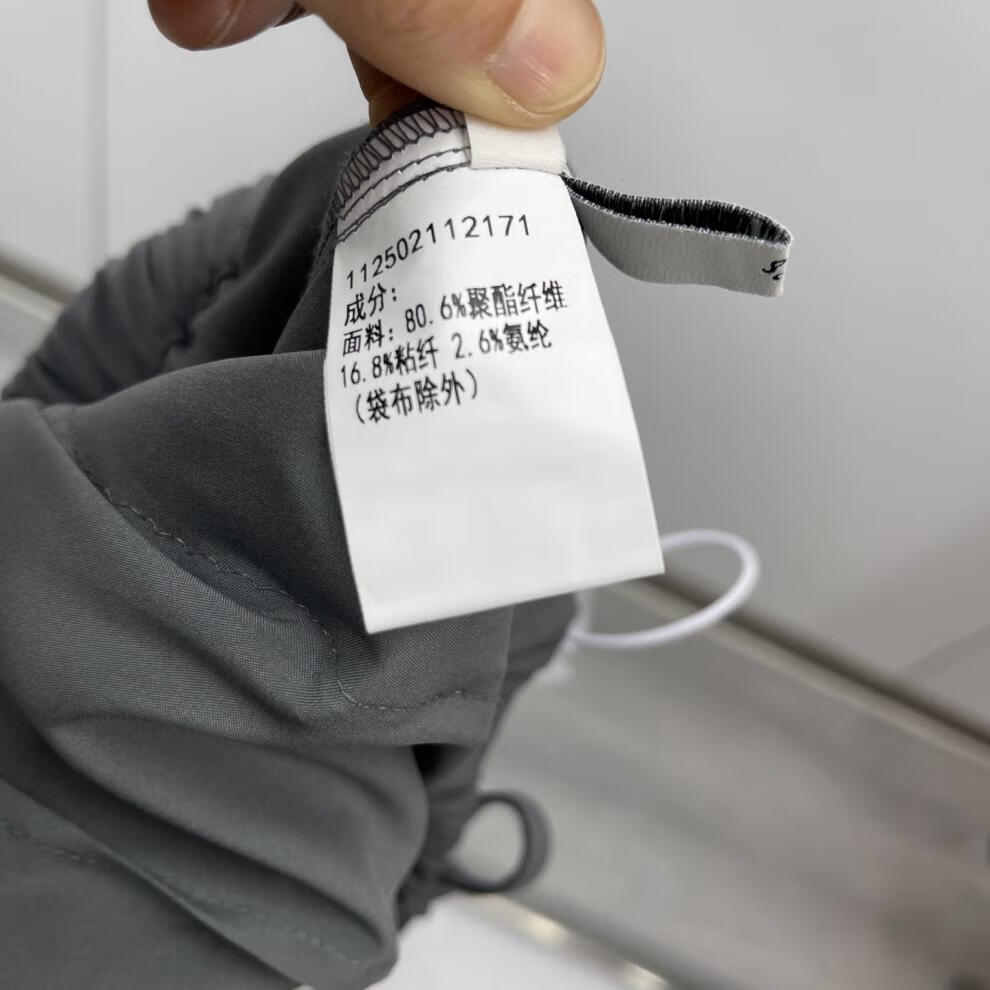 112502112171
成分：
面料：80.6%聚酯纤维
16.8%粘纤 2.6%氨纶
（袋布除外）